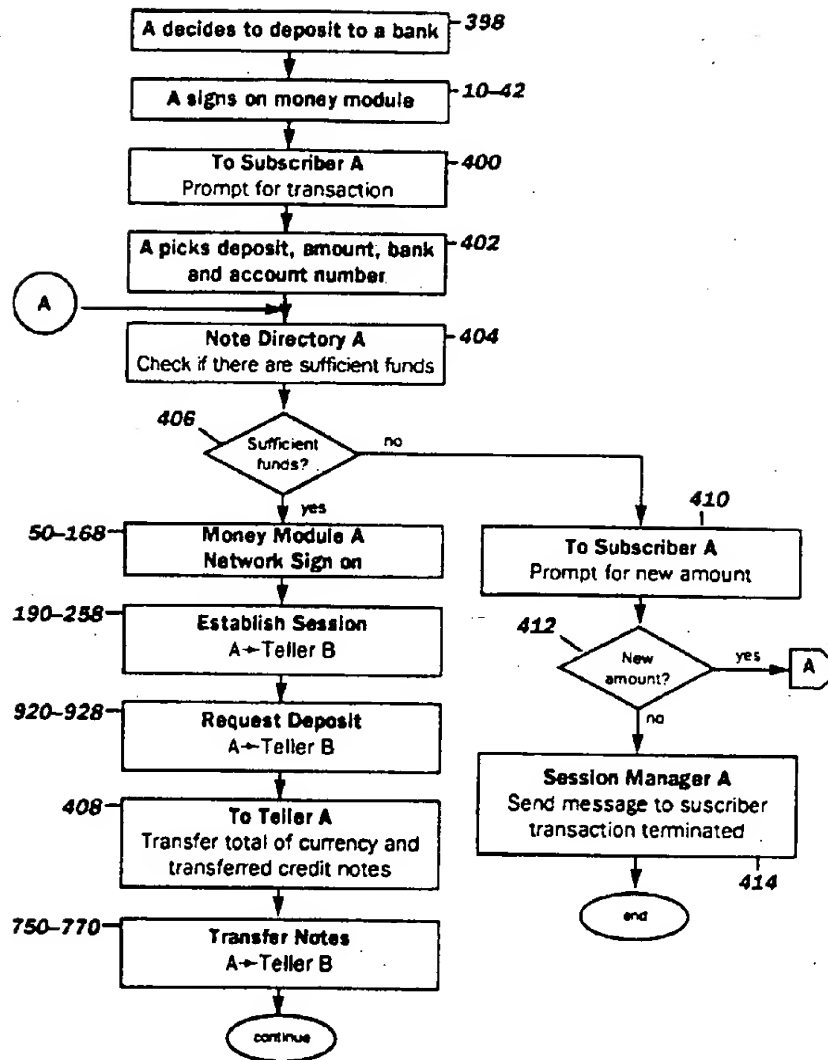 A decides to deposit to a bank
398
A signs on money module
10-42
To Subscriber A
Prompt for transaction
400
A picks deposit, amount, bank
and account number
402
A
Note Directory A
Check if there are sufficient funds
404
406
Sufficient
funds?
no
yes
50-168
Money Module A
Network Sign on
190-258
Establish Session
A→Teller B
920-928
Request Deposit
A→Teller B
408
To Teller A
Transfer total of currency and
transferred credit notes
750-770
Transfer Notes
A→Teller B
continue
410
To Subscriber A
Prompt for new amount
412
New
amount?
yes
A
no
Session Manager A
Send message to suscriber
transaction terminated
414
end